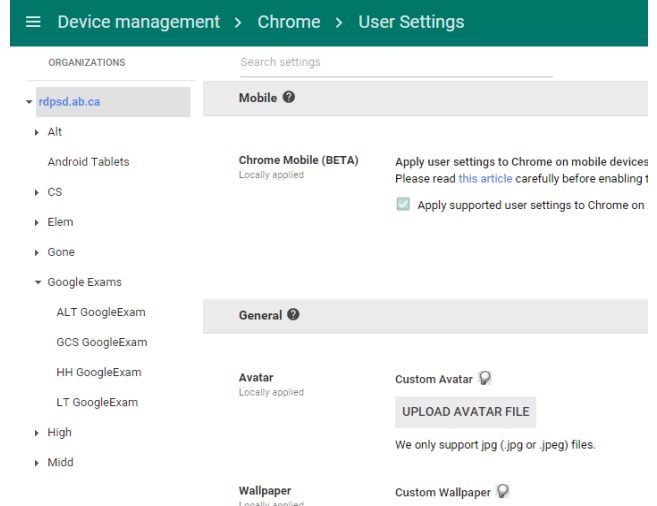 Device management > Chrome > User Settings
ORGANIZATIONS
Search settings
rdpsd.ab.ca
Alt
Android Tablets
CS
Elem
Gone
Google Exams
ALT GoogleExam
GCS GoogleExam
HH GoogleExam
LT GoogleExam
High
Midd
Mobile
Chrome Mobile (BETA)
Locally applied
Apply user settings to Chrome on mobile devices
Please read this article carefully before enabling
Apply supported user settings to Chrome on
General
Avatar
Locally applied
Custom Avatar
UPLOAD AVATAR FILE
We only support jpg (.jpg or .jpeg) files.
Wallpaper
Locally applied
Custom Wallpaper